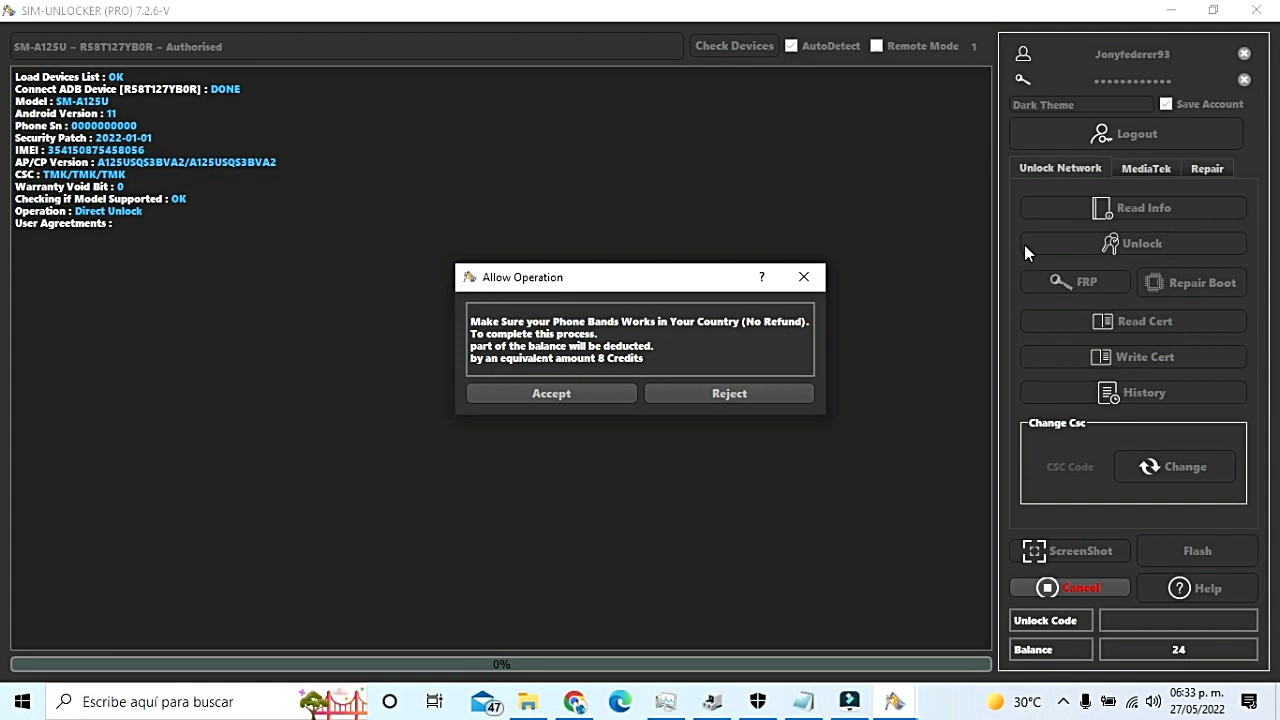 SIM-UNLOCKER (PRO) 7.2.6-V
SM-A125U ~ R58T127YB0R ~ Authorised
Check Devices
AutoDetect
Remote Mode
1
Load Devices List : OK
Connect ADB Device [R58T127YB0R] : DONE
Model : SM-A125U
Android Version : 11
Phone Sn : 0000000000
Security Patch : 2022-01-01
IMEI : 354150875458056
AP/CP Version : A125USQS3BVA2/A125USQS3BVA2
CSC : TMK/TMK/TMK
Warranty Void Bit : 0
Checking if Model Supported : OK
Operation : Direct Unlock
User Agreetments :
Allow Operation
?
Make Sure your Phone Bands Works in Your Country (No Refund).
To complete this process.
part of the balance will be deducted.
by an equivalent amount 8 Credits
Accept
Reject
Jonyfederer93
Dark Theme
Save Account
Logout
Unlock Network
MediaTek
Repair
Read Info
Unlock
FRP
Repair Boot
Read Cert
Write Cert
History
Change Csc
CSC Code
Change
ScreenShot
Flash
Cancel
Help
Unlock Code
Balance
24
0%
Escribe aquí para buscar
47
30°C
06:33 p. m.
27/05/2022